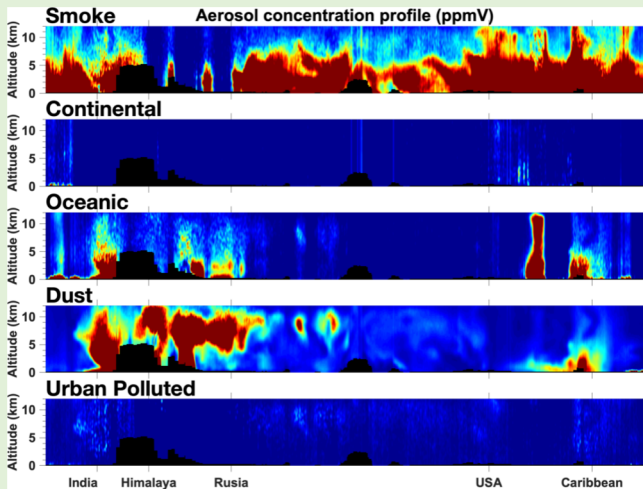 Smoke Aerosol concentration profile (ppmV)
Altitude (km)
10
5
0
Continental
Altitude (km)
10
5
0
Oceanic
Altitude (km)
10
5
0
Dust
Altitude (km)
10
5
0
Urban Polluted
Altitude (km)
10
5
0
India Himalaya Rusia USA Caribbean